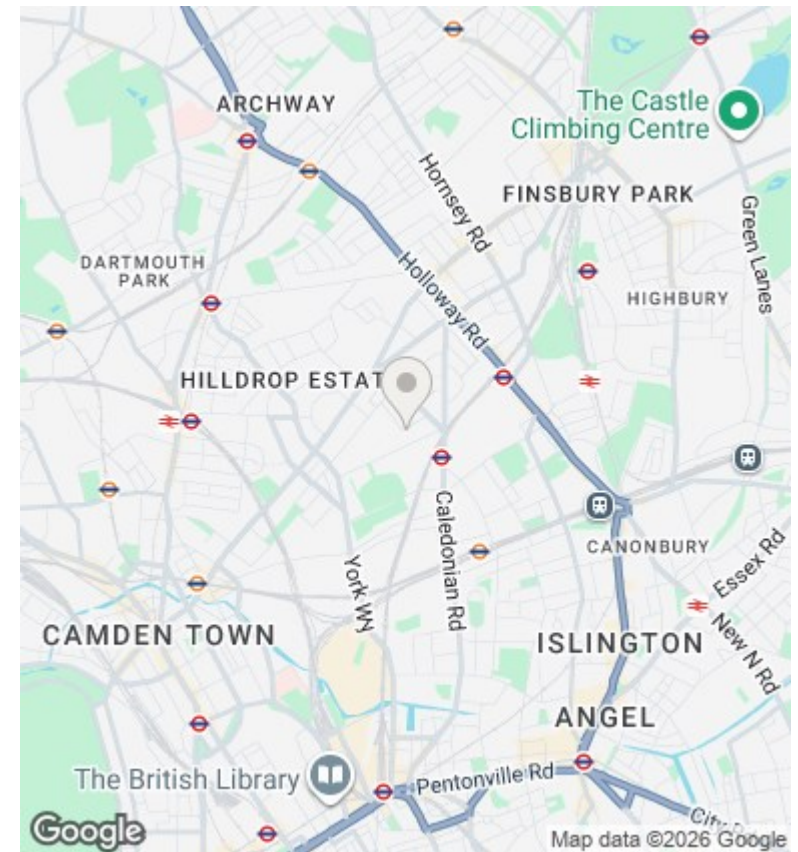 ARCHWAY
The Castle
Climbing Centre
Hornsey Rd
FINSBURY PARK
Green Lanes
DARTMOUTH
PARK
Holloway Rd
HIGHBURY
HILLDROP ESTAT
Caledonian Rd
CANONBURY
Essex Rd
York Wy
New N Rd
CAMDEN TOWN
ISLINGTON
ANGEL
The British Library
Pentonville Rd
City
Google
Map data ©2026 Google